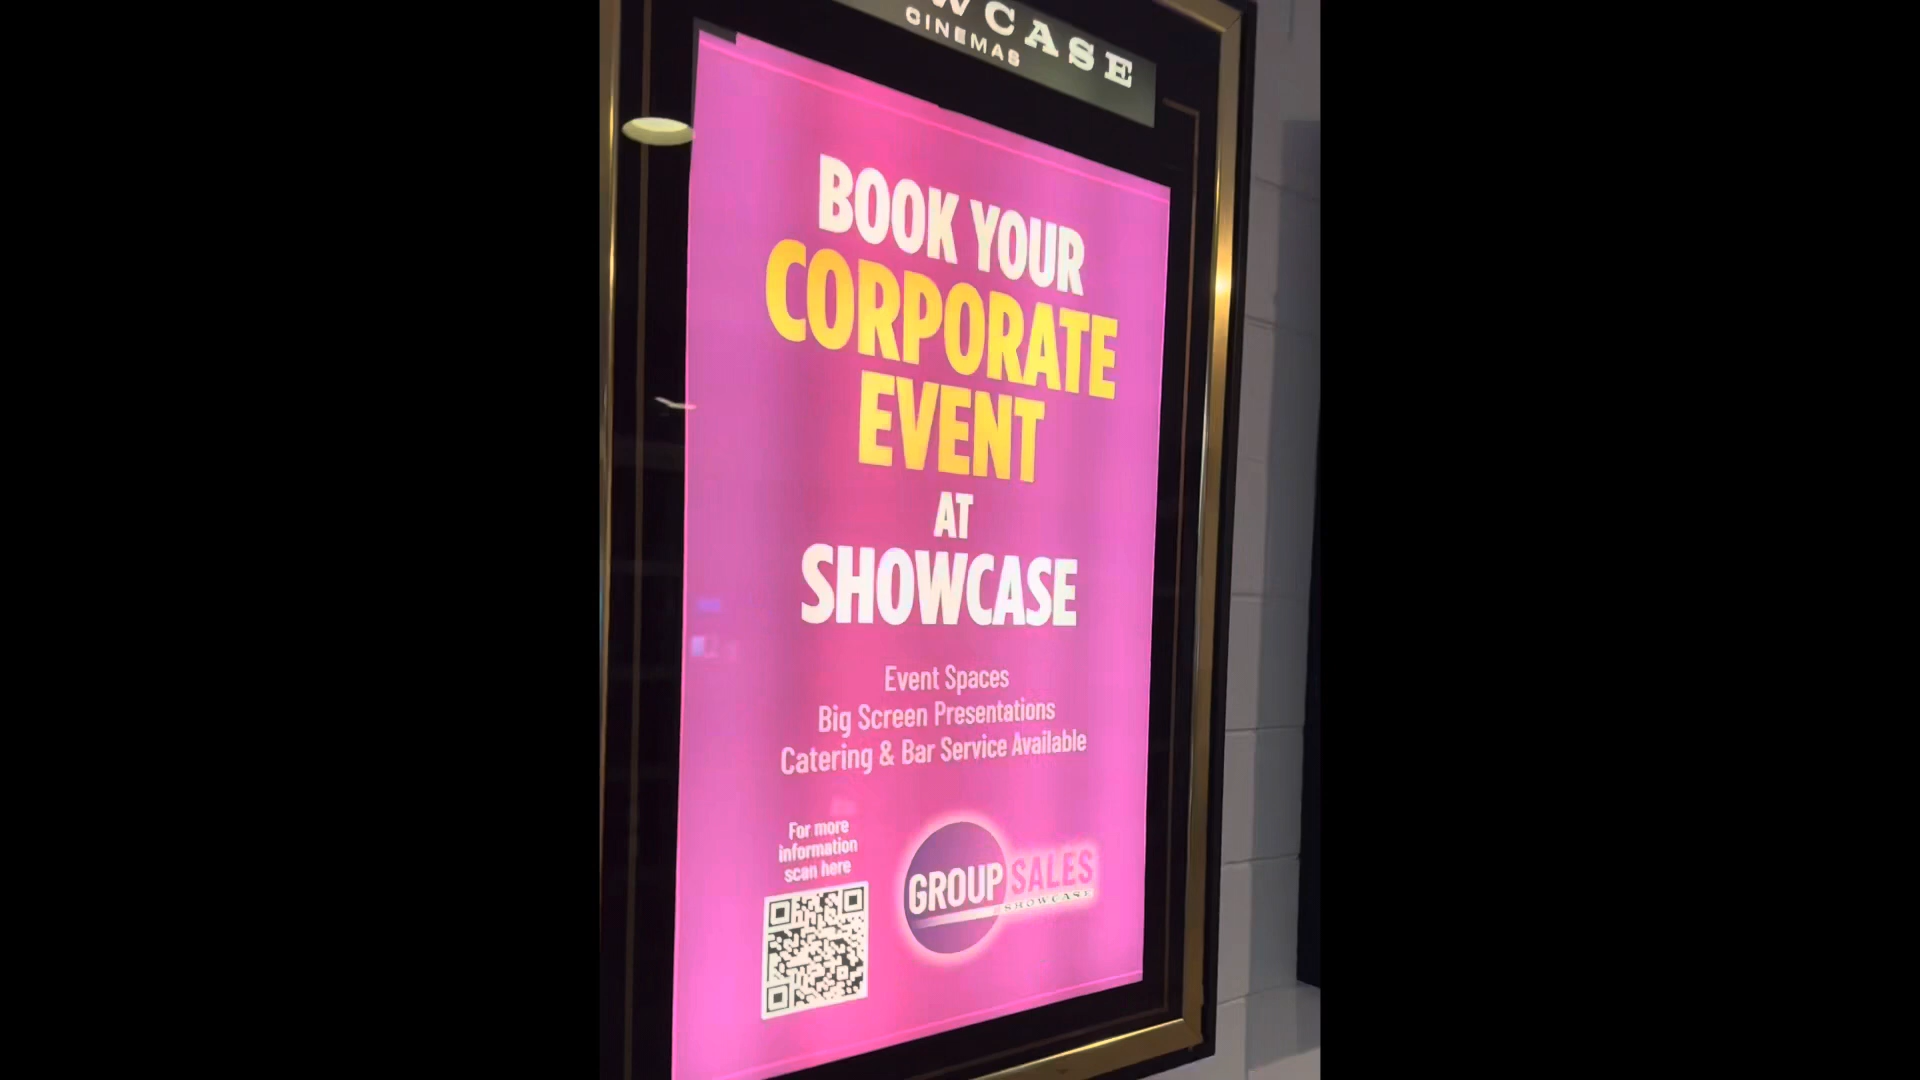 WCASE
CINEMAS
BOOK YOUR
CORPORATE
EVENT
AT
SHOWCASE
Event Spaces
Big Screen Presentations
Catering & Bar Service Available
For more
information
scan here
GROUP SALES
SHOWCASE